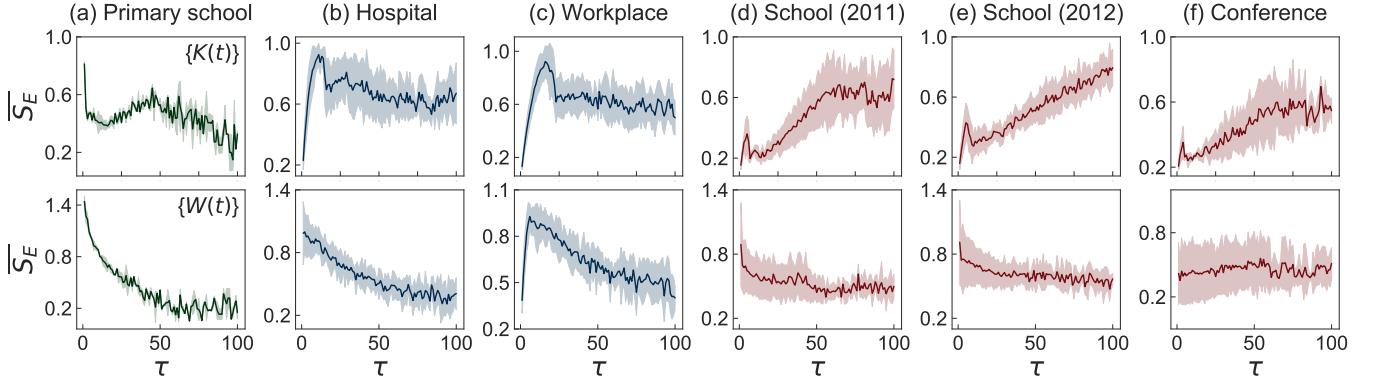 (a) Primary school (b) Hospital (c) Workplace (d) School (2011) (e) School (2012) (f) Conference
1.0 1.0 1.0 1.0 1.0 1.0
{K(t)}
0.6 0.6 0.6 0.6 0.6 0.6
0.2 0.2 0.2 0.2 0.2 0.2
S̅_E
1.4 1.4 1.1 1.4 1.4
{W(t)}
0.8 0.8 0.8 0.8 0.8 0.8
0.5
0.2 0.2 0.2 0.2 0.2 0.2
S̅_E
0 50 100 0 50 100 0 50 100 0 50 100 0 50 100 0 50 100
τ τ τ τ τ τ